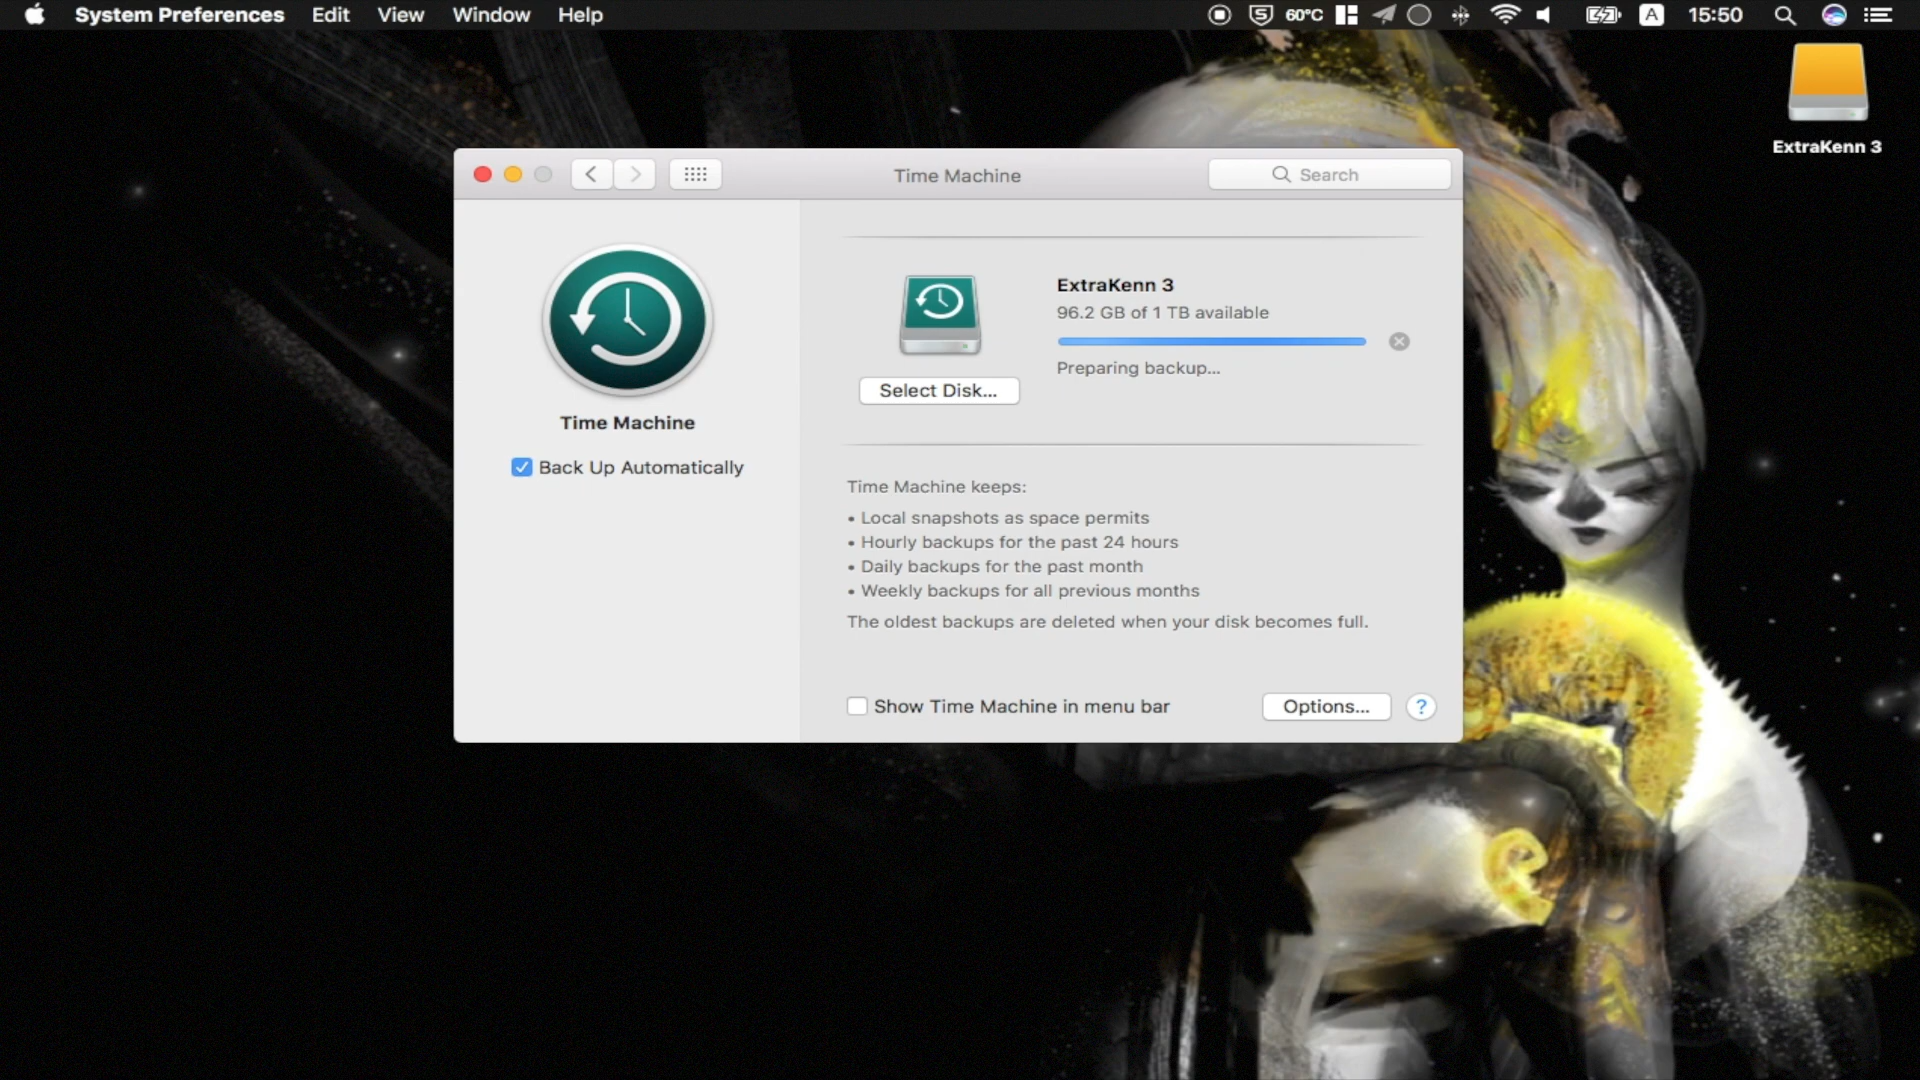 System Preferences Edit View Window Help 60°C A 15:50
ExtraKenn 3
Time Machine
Search
ExtraKenn 3
96.2 GB of 1 TB available
Preparing backup...
Select Disk...
Time Machine
Back Up Automatically
Time Machine keeps:
• Local snapshots as space permits
• Hourly backups for the past 24 hours
• Daily backups for the past month
• Weekly backups for all previous months
The oldest backups are deleted when your disk becomes full.
Show Time Machine in menu bar
Options...
?